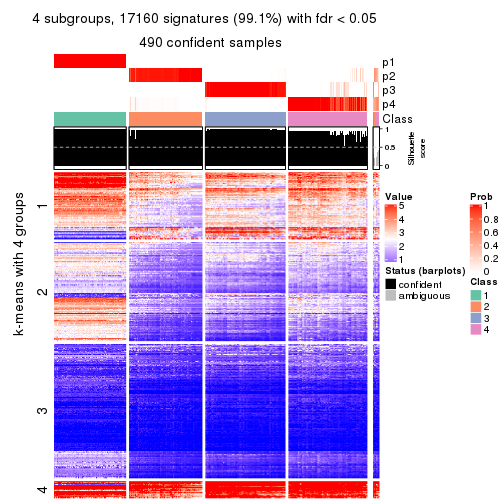 4 subgroups, 17160 signatures (99.1%) with fdr < 0.05
490 confident samples
p1
p2
p3
p4
Class
1
0.5
0
Silhouette
score
k-means with 4 groups
1
2
3
4
Value
5
4
3
2
1
Status (barplots)
confident
ambiguous
Prob
1
0.8
0.6
0.4
0.2
0
Class
1
2
3
4